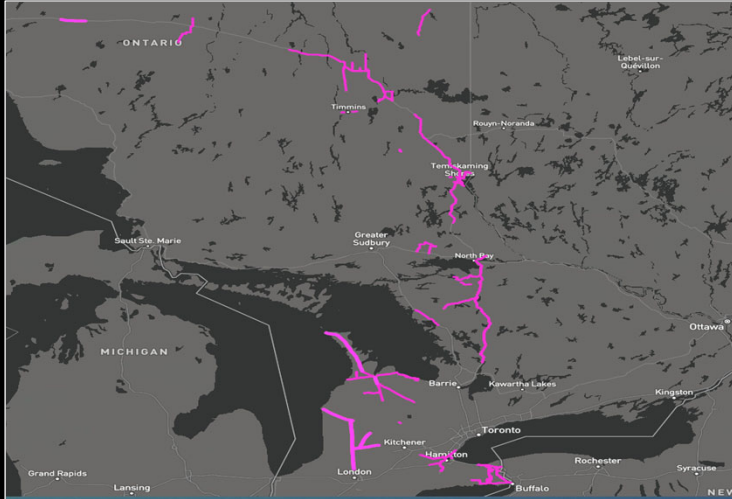 ONTARIO
Lebel-sur-
Quévillon
Timmins
Rouyn-Noranda
Temiskaming
Shores
Sault Ste. Marie
Greater
Sudbury
North Bay
Ottawa
MICHIGAN
Barrie
Kawartha Lakes
Kingston
Toronto
Kitchener
Hamilton
Grand Rapids
London
Rochester
Syracuse
Lansing
Buffalo
NEW